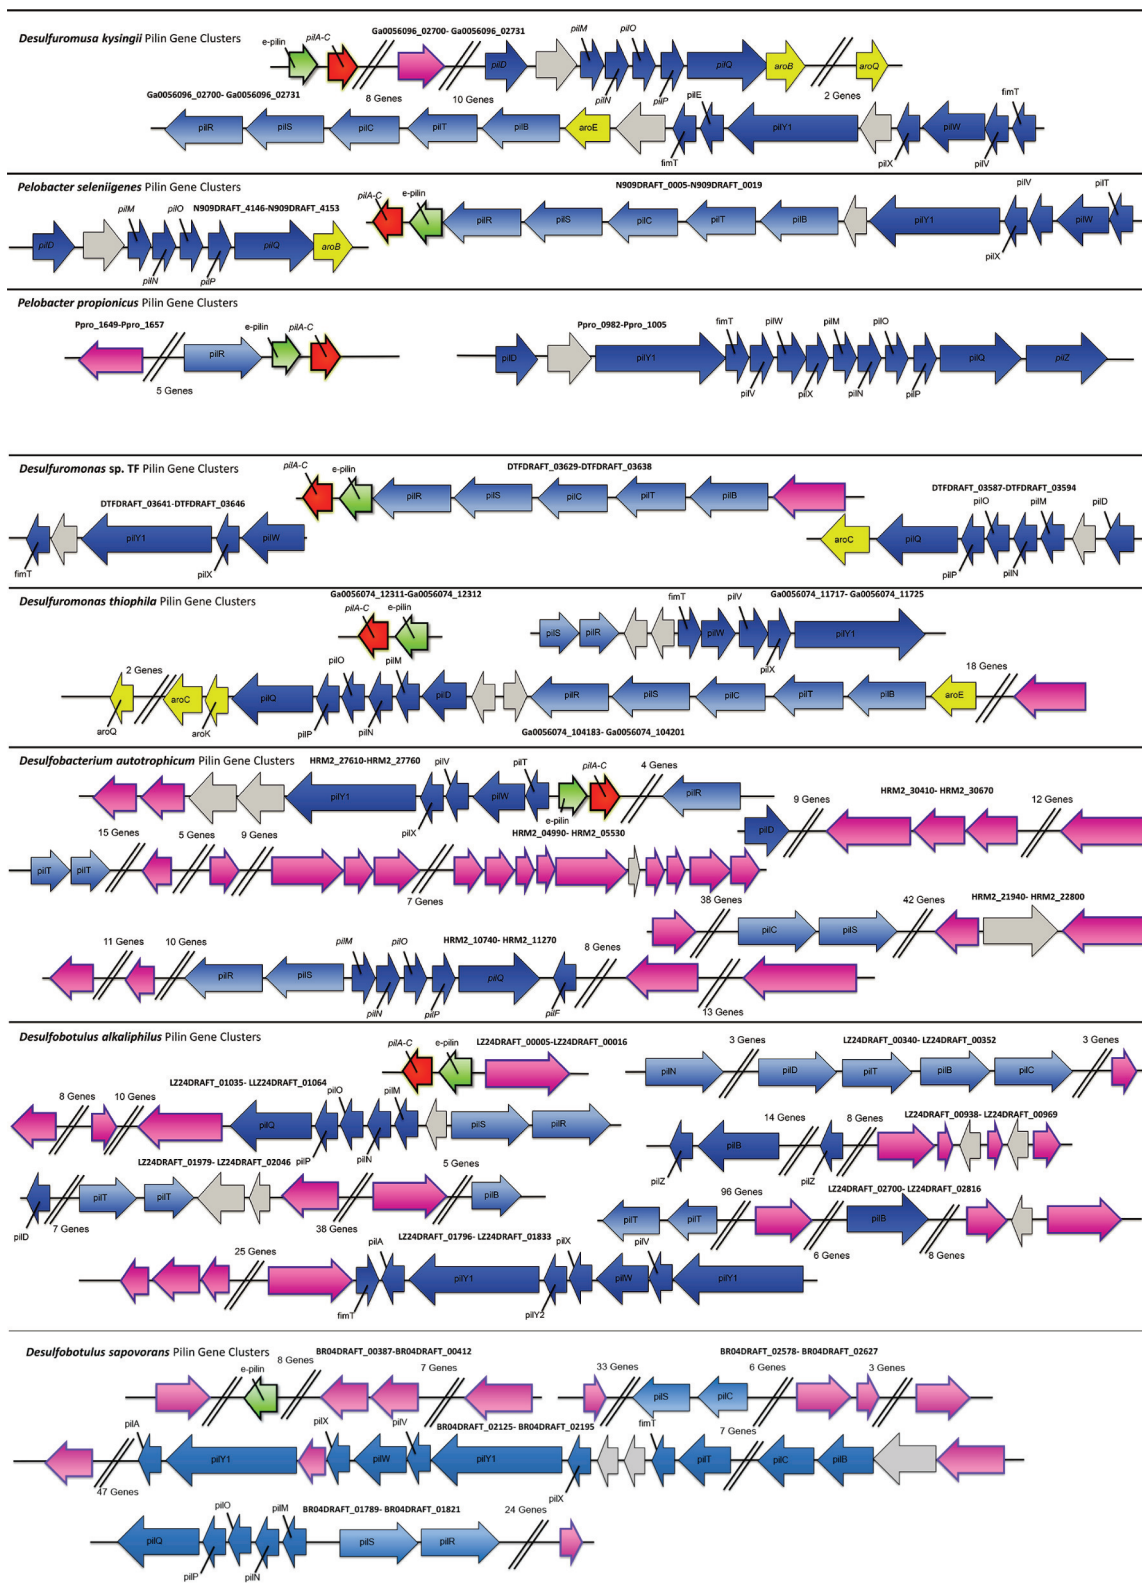 Desulfuromusa kysingii Pilin Gene Clusters
e-pilin
pilA-C
Ga0056096_02700- Ga0056096_02731
pilM
pilO
pilD
pilQ
aroB
aroQ
pilN
pilP
8 Genes
10 Genes
2 Genes
Ga0056096_02700- Ga0056096_02731
pilE
fimT
pilR
pilS
pilC
pilT
pilB
aroE
pilY1
pilW
fimT
pilX
pilV
Pelobacter seleniigenes Pilin Gene Clusters
pilM
pilO
N909DRAFT_4146-N909DRAFT_4153
pilD
pilQ
aroB
pilN
pilP
pilA-C
e-pilin
N909DRAFT_0005-N909DRAFT_0019
pilV
pilT
pilR
pilS
pilC
pilT
pilB
pilY1
pilW
pilX
Pelobacter propionicus Pilin Gene Clusters
Ppro_1649-Ppro_1657
e-pilin
pilA-C
pilR
5 Genes
Ppro_0982-Ppro_1005
fimT
pilW
pilM
pilO
pilD
pilY1
pilQ
pilZ
pilV
pilX
pilN
pilP
Desulfuromonas sp. TF Pilin Gene Clusters
pilA-C
e-pilin
DTFDRAFT_03629-DTFDRAFT_03638
pilR
pilS
pilC
pilT
pilB
DTFDRAFT_03641-DTFDRAFT_03646
pilY1
pilW
fimT
pilX
DTFDRAFT_03587-DTFDRAFT_03594
pilO
pilM
pilD
aroC
pilQ
pilP
pilN
Desulfuromonas thiophila Pilin Gene Clusters
Ga0056074_12311-Ga0056074_12312
pilA-C
e-pilin
Ga0056074_11717- Ga0056074_11725
fimT
pilV
pilS
pilR
pilW
pilY1
pilX
2 Genes
pilO
pilM
18 Genes
aroC
pilQ
pilD
pilR
pilS
pilC
pilT
pilB
aroE
aroQ
aroK
pilP
pilN
Ga0056074_104183- Ga0056074_104201
Desulfobacterium autotrophicum Pilin Gene Clusters
HRM2_27610-HRM2_27760
pilV
pilT
pilA-C
4 Genes
pilY1
pilW
pilR
pilX
e-pilin
HRM2_30410- HRM2_30670
9 Genes
12 Genes
pilD
15 Genes
5 Genes
9 Genes
HRM2_04990- HRM2_05530
pilT
pilT
7 Genes
38 Genes
42 Genes
HRM2_21940- HRM2_22800
pilC
pilS
11 Genes
10 Genes
pilM
pilO
HRM2_10740- HRM2_11270
8 Genes
pilR
pilS
pilQ
pilN
pilP
pilF
13 Genes
Desulfobotulus alkaliphilus Pilin Gene Clusters
pilA-C
e-pilin
LZ24DRAFT_00005-LZ24DRAFT_00016
3 Genes
LZ24DRAFT_00340- LZ24DRAFT_00352
3 Genes
pilN
pilD
pilT
pilB
pilC
LZ24DRAFT_01035- LLZ24DRAFT_01064
8 Genes
10 Genes
pilO
pilM
pilQ
pilS
pilR
pilP
pilN
14 Genes
8 Genes
LZ24DRAFT_00938- LZ24DRAFT_00969
pilB
pilZ
pilZ
LZ24DRAFT_01979- LZ24DRAFT_02046
5 Genes
pilT
pilT
pilB
pilD
7 Genes
38 Genes
96 Genes
LZ24DRAFT_02700- LZ24DRAFT_02816
pilT
pilT
pilB
6 Genes
8 Genes
25 Genes
pilA
LZ24DRAFT_01796- LZ24DRAFT_01833
pilX
pilV
pilY1
pilW
pilY1
fimT
pilY2
Desulfobotulus sapovorans Pilin Gene Clusters
e-pilin
8 Genes
BR04DRAFT_00387-BR04DRAFT_00412
7 Genes
33 Genes
BR04DRAFT_02578- BR04DRAFT_02627
6 Genes
3 Genes
pilS
pilC
pilA
pilX
pilV
BR04DRAFT_02125- BR04DRAFT_02195
fimT
7 Genes
pilY1
pilW
pilY1
pilT
pilC
pilB
47 Genes
pilX
pilO
pilM
BR04DRAFT_01789- BR04DRAFT_01821
24 Genes
pilQ
pilS
pilR
pilP
pilN